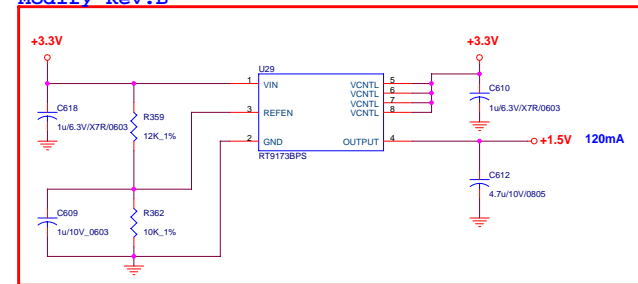 Modify Rev.B
+3.3V
+3.3V
U29
1
VIN
VCNTL
5
VCNTL
6
VCNTL
7
VCNTL
8
3
REFEN
2
GND
OUTPUT
4
RT9173BPS
C618
1u/6.3V/X7R/0603
R359
12K_1%
C610
1u/6.3V/X7R/0603
+1.5V
120mA
C612
4.7u/10V/0805
C609
1u/10V_0603
R362
10K_1%